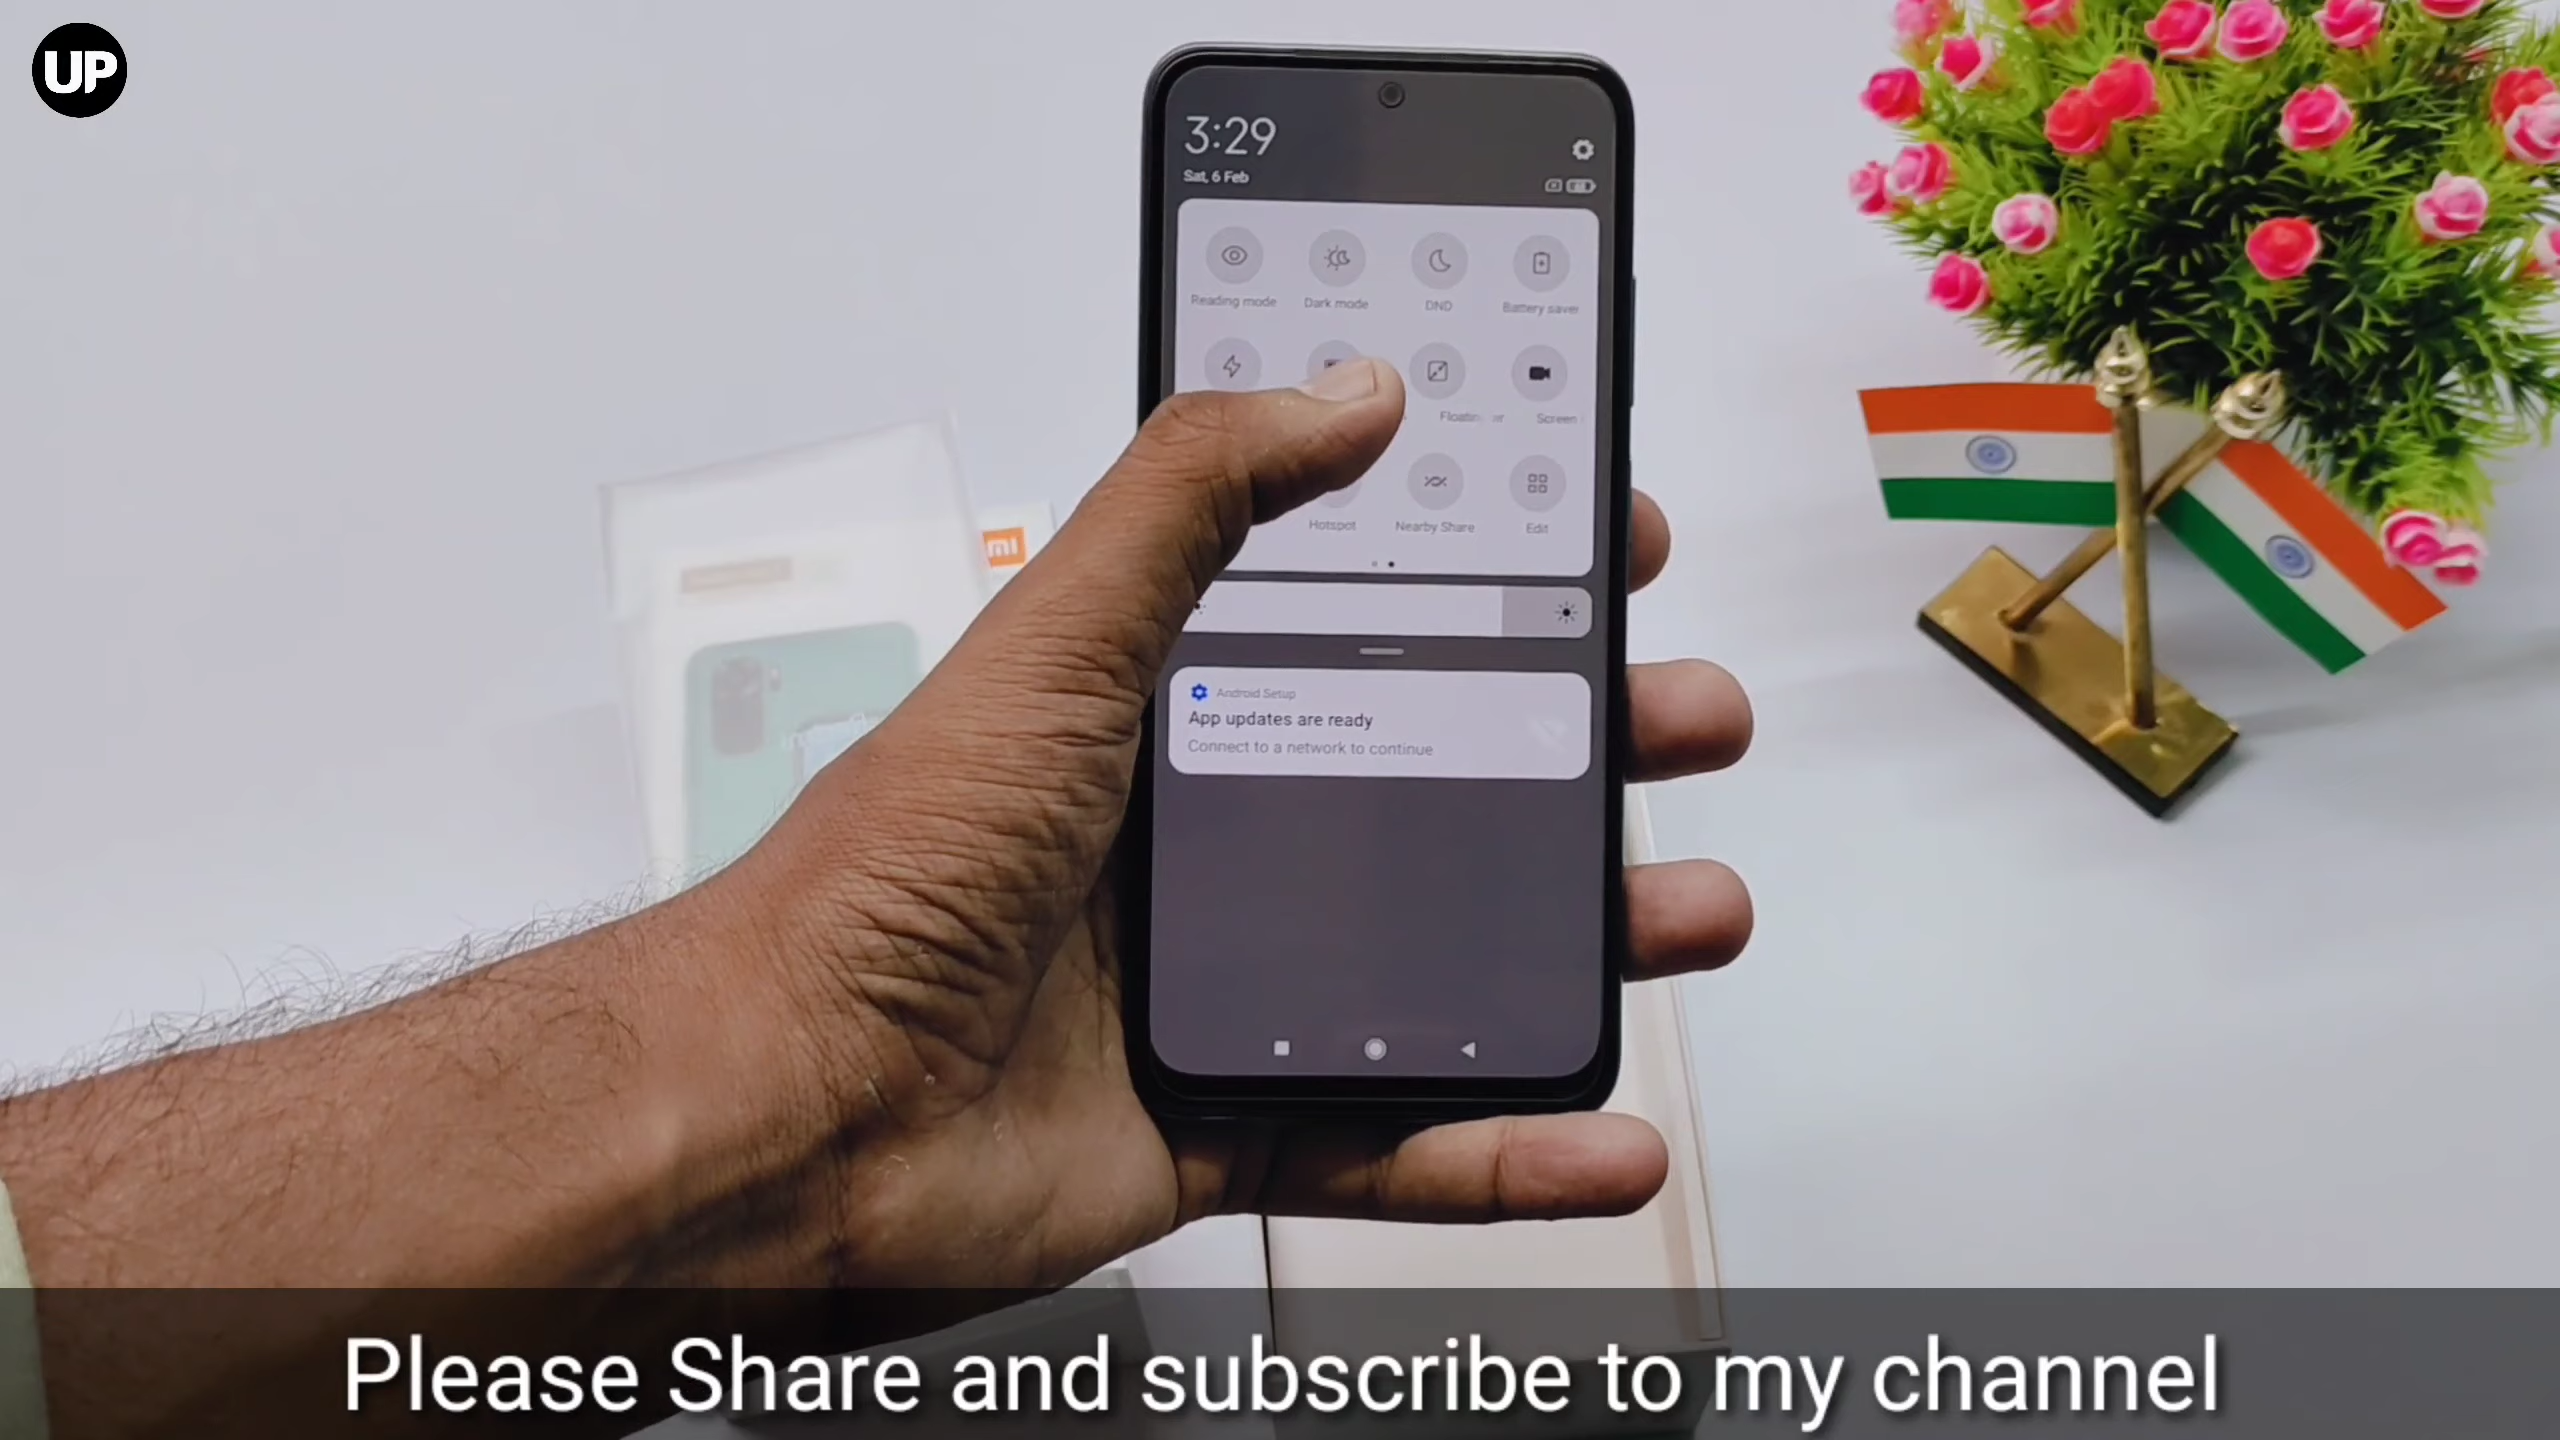 UP
3:29
Sat, 6 Feb
Reading mode
Dark mode
DND
Battery saver
Screen
Hotspot
Nearby Share
Edit
mi
Android Setup
App updates are ready
Connect to a network to continue
Please Share and subscribe to my channel